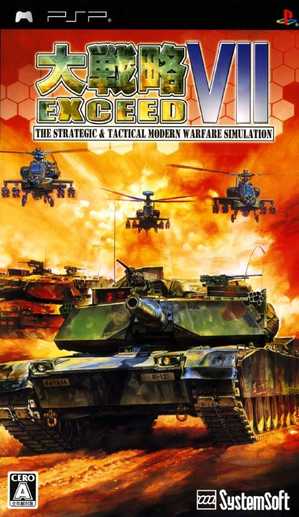 PSP
大戦略 VII
EXCEED
THE STRATEGIC & TACTICAL MODERN WARFARE SIMULATION
CERO
A
SystemSoft